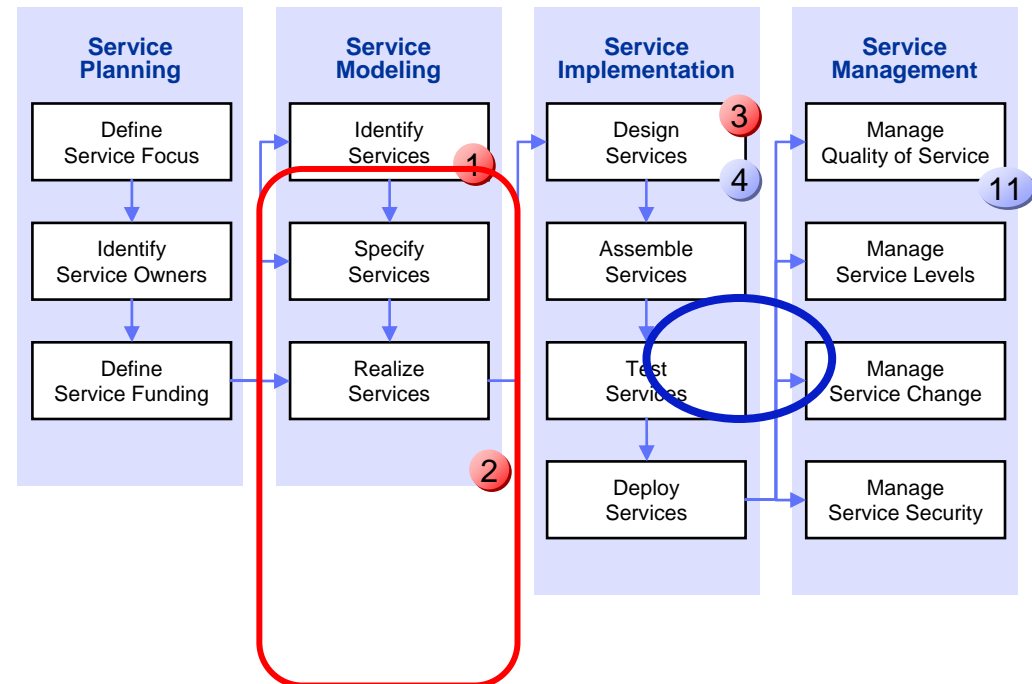 Service
Planning
Define
Service Focus
Identify
Service Owners
Define
Service Funding
Service
Modeling
Identify
Services
1
Specify
Services
Realize
Services
2
Service
Implementation
Design
Services
3
4
Assemble
Services
Test
Services
Deploy
Services
Service
Management
Manage
Quality of Service
11
Manage
Service Levels
Manage
Service Change
Manage
Service Security